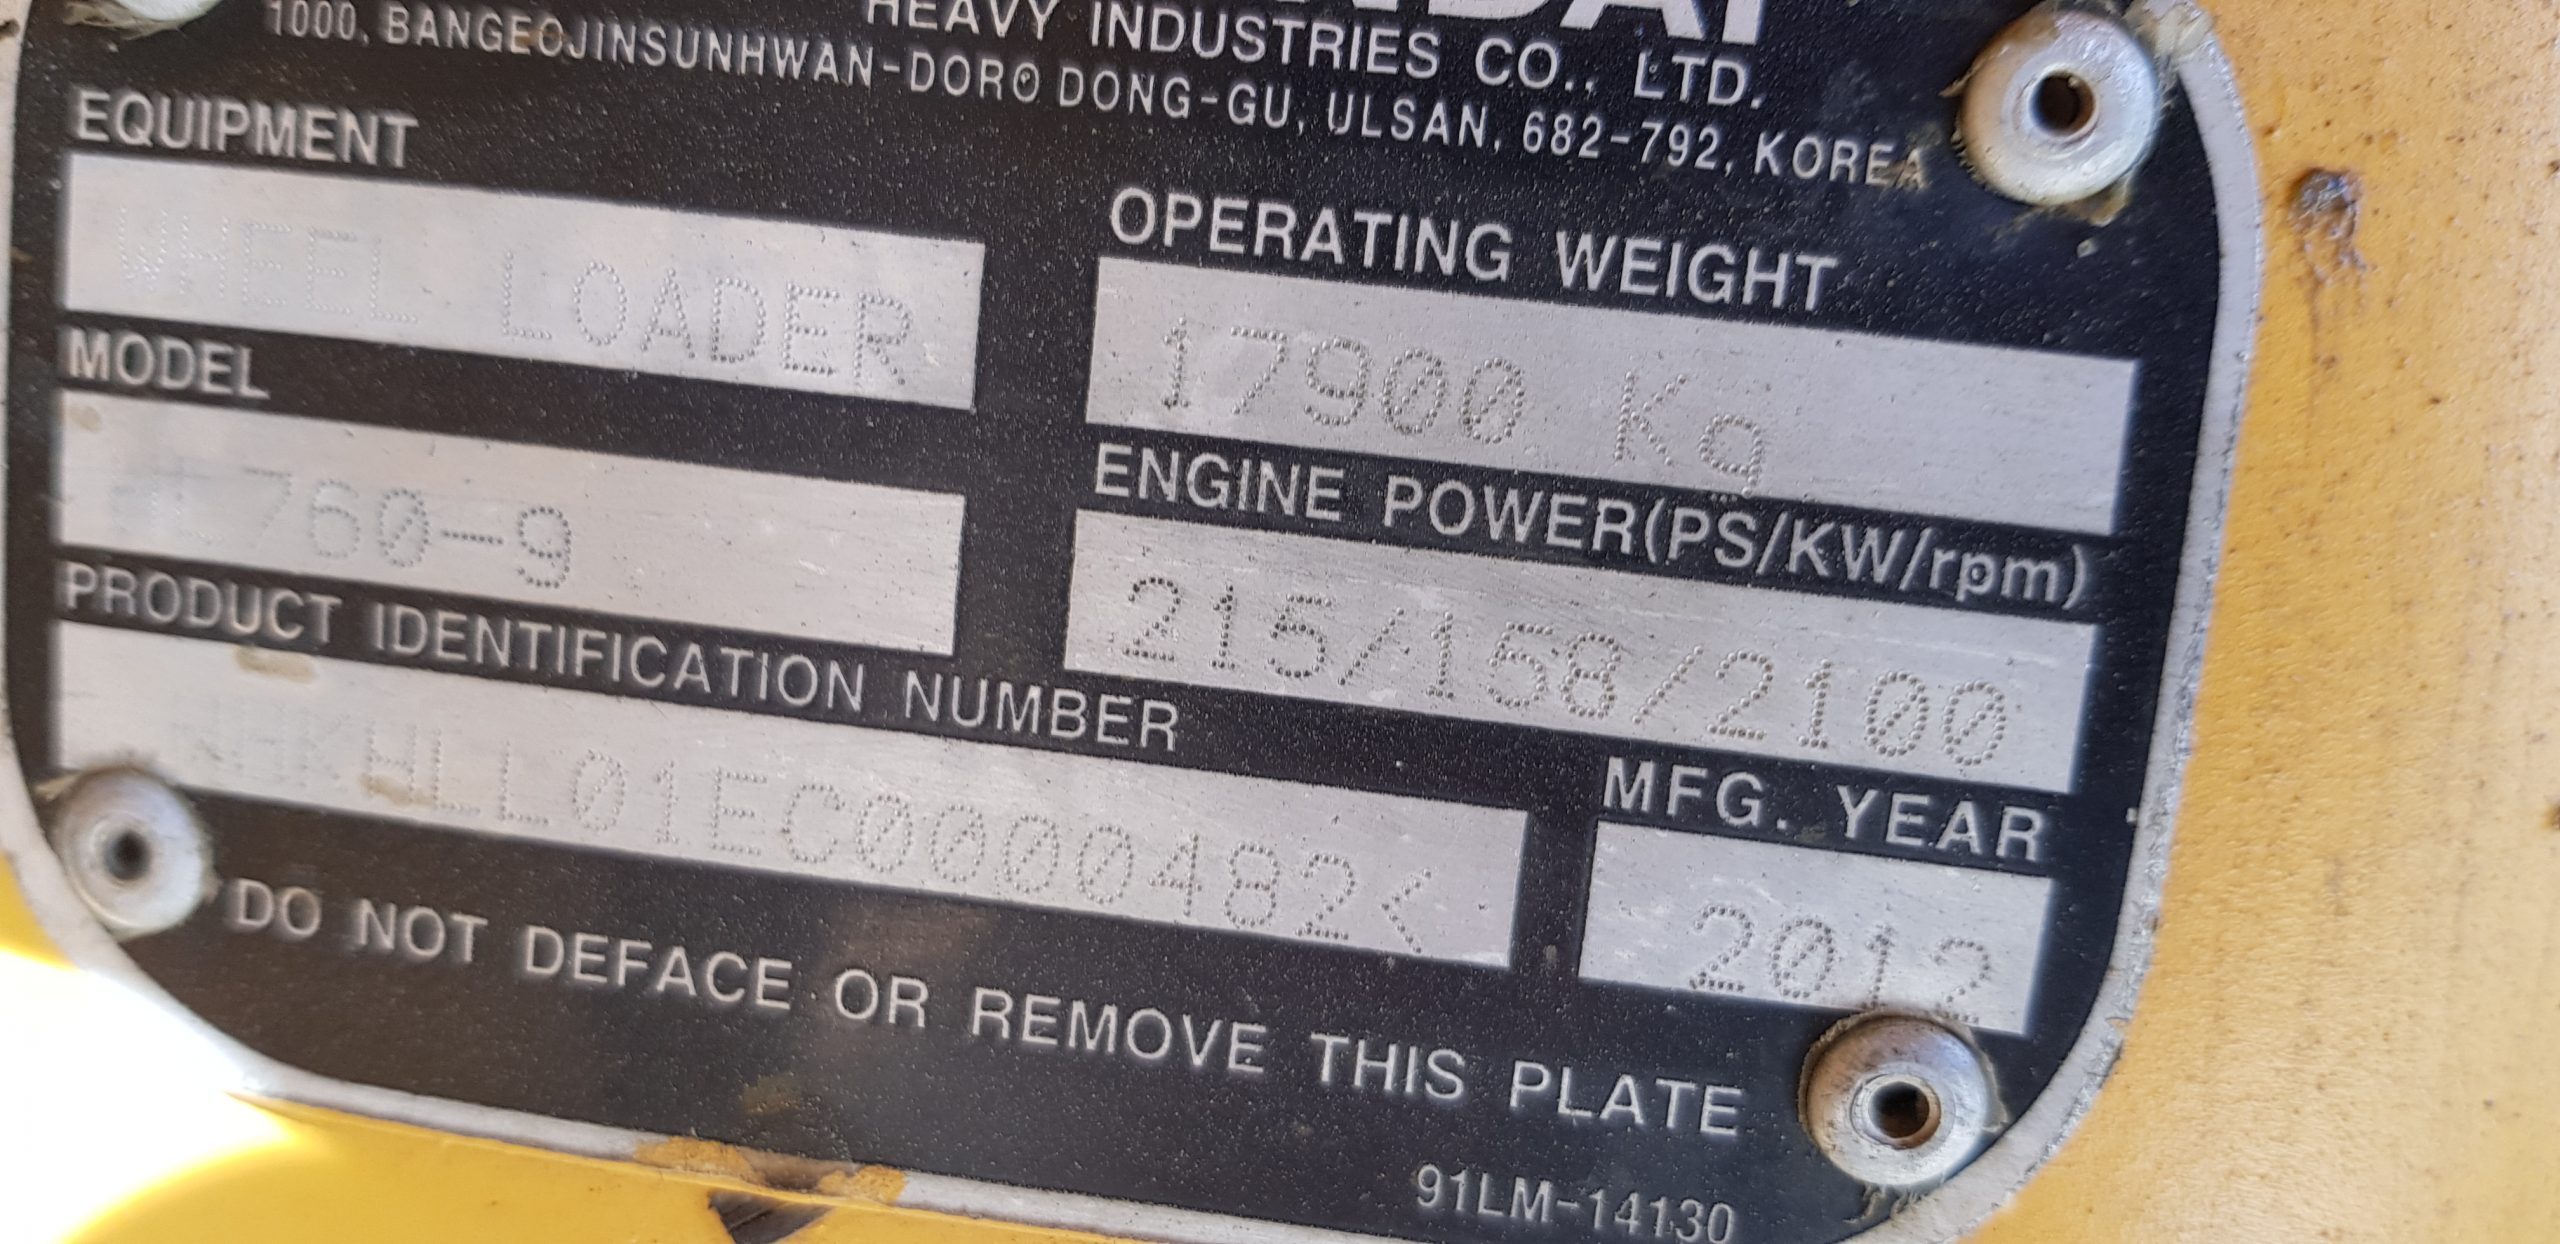 HEAVY INDUSTRIES CO., LTD.
1000, BANGEOJINSUNHWAN-DORO DONG-GU, ULSAN, 682-792, KOREA
EQUIPMENT
WHEEL LOADER
OPERATING WEIGHT
17900 Kg
MODEL
HL760-9
ENGINE POWER(PS/KW/rpm)
215/158/2100
PRODUCT IDENTIFICATION NUMBER
MFG. YEAR
2012
DO NOT DEFACE OR REMOVE THIS PLATE
91LM-14130